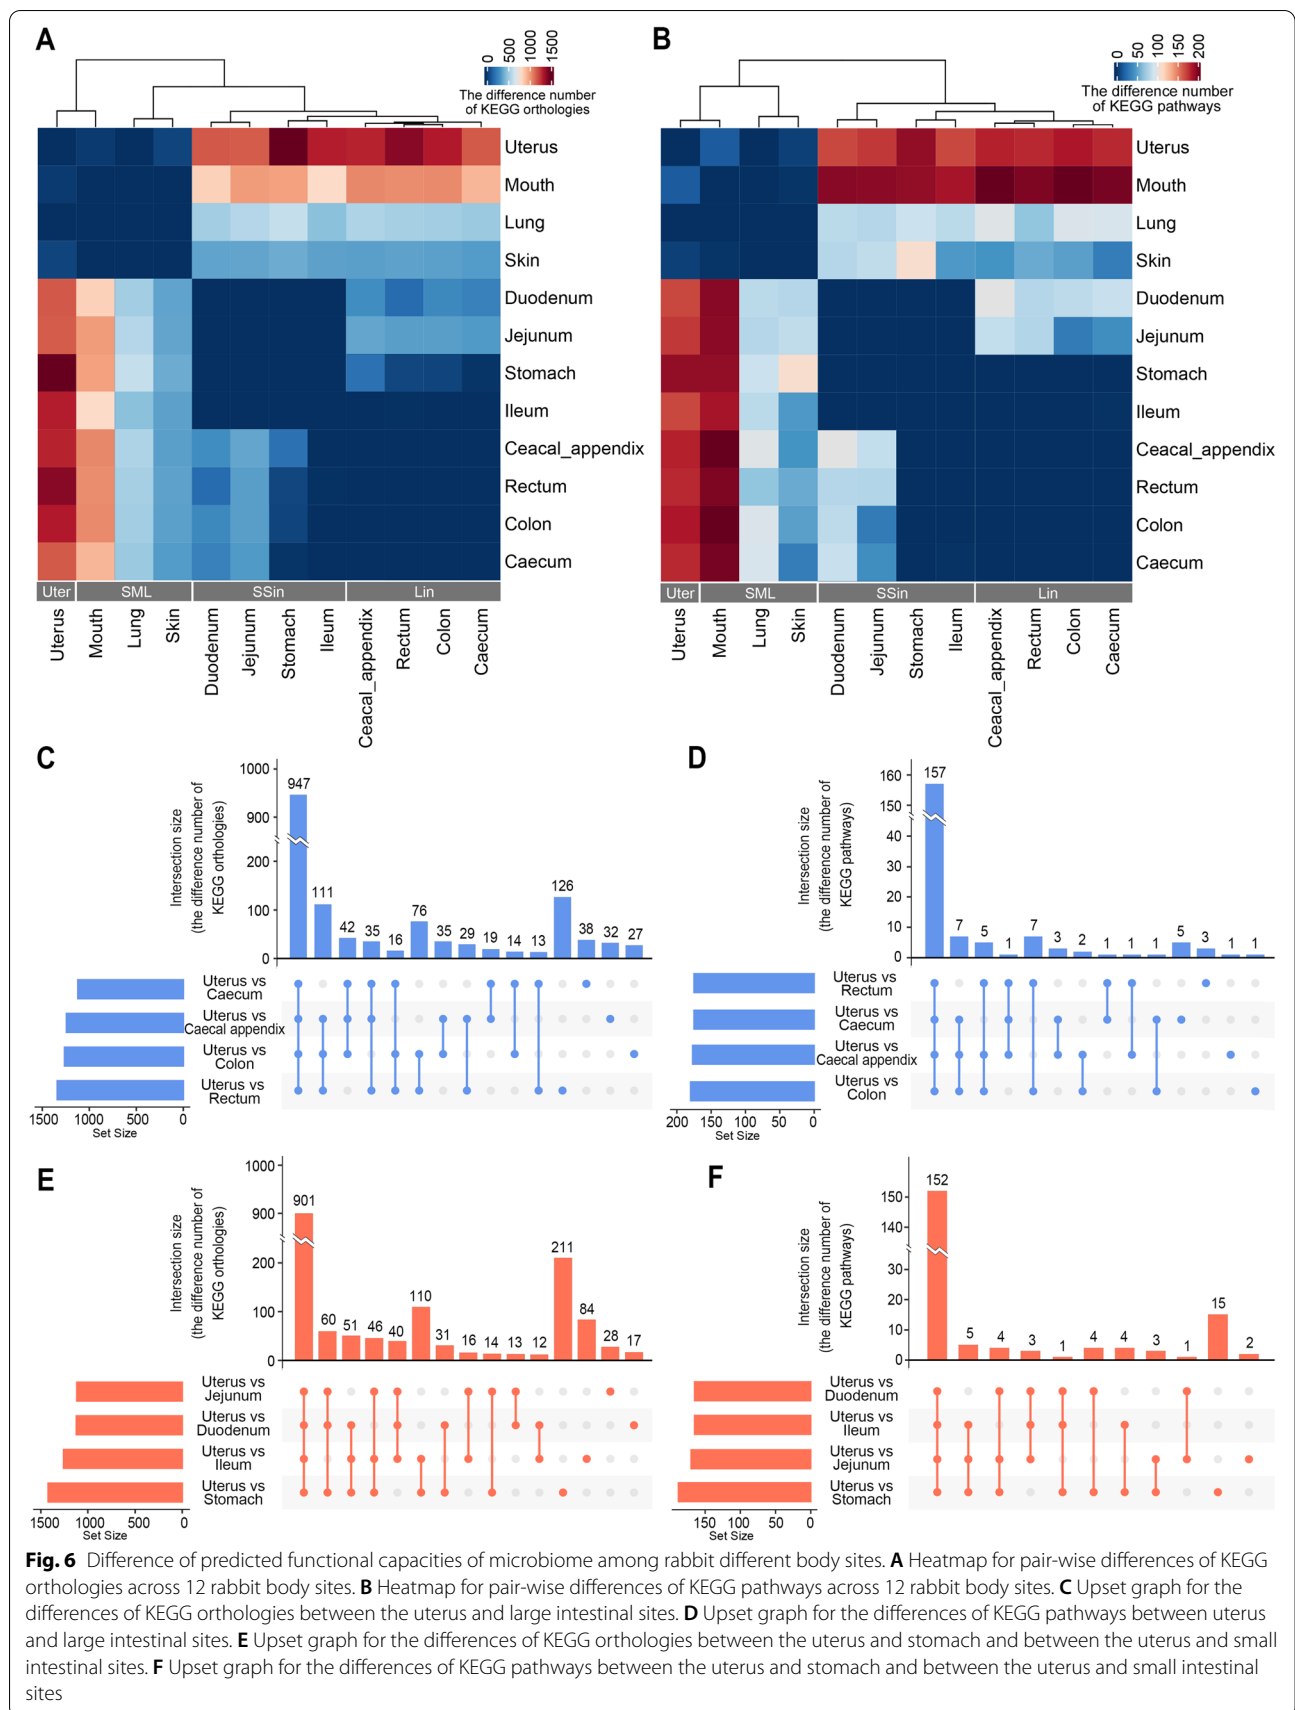 A
0
500
1000
1500
The difference number
of KEGG orthologies
Uterus
Mouth
Lung
Skin
Duodenum
Jejunum
Stomach
Ileum
Ceacal_appendix
Rectum
Colon
Caecum
Uter
SML
SSin
Lin
Uterus
Mouth
Lung
Skin
Duodenum
Jejunum
Stomach
Ileum
Ceacal_appendix
Rectum
Colon
Caecum
B
0
50
100
150
200
The difference number
of KEGG pathways
Uterus
Mouth
Lung
Skin
Duodenum
Jejunum
Stomach
Ileum
Ceacal_appendix
Rectum
Colon
Caecum
Uter
SML
SSin
Lin
Uterus
Mouth
Lung
Skin
Duodenum
Jejunum
Stomach
Ileum
Ceacal_appendix
Rectum
Colon
Caecum
C
Intersection size
(the difference number of
KEGG orthologies)
1000
900
200
100
0
947
111
42
35
16
76
35
29
19
14
13
126
38
32
27
Uterus vs
Caecum
Uterus vs
Caecal appendix
Uterus vs
Colon
Uterus vs
Rectum
1500 1000 500 0
Set Size
D
Intersection size
(the difference number of
KEGG pathways)
160
150
40
30
20
10
0
157
7
5
1
7
3
2
1
1
1
5
3
1
1
Uterus vs
Rectum
Uterus vs
Caecum
Uterus vs
Caecal appendix
Uterus vs
Colon
200 150 100 50 0
Set Size
E
Intersection size
(the difference number of
KEGG orthologies)
1000
900
200
100
0
901
60
51
46
40
110
31
16
14
13
12
211
84
28
17
Uterus vs
Jejunum
Uterus vs
Duodenum
Uterus vs
Ileum
Uterus vs
Stomach
1500 1000 500 0
Set Size
F
Intersection size
(the difference number of
KEGG pathways)
150
140
30
20
10
0
152
5
4
3
1
4
4
3
1
15
2
Uterus vs
Duodenum
Uterus vs
Ileum
Uterus vs
Jejunum
Uterus vs
Stomach
150 100 50 0
Set Size
Fig. 6 Difference of predicted functional capacities of microbiome among rabbit different body sites. A Heatmap for pair-wise differences of KEGG
orthologies across 12 rabbit body sites. B Heatmap for pair-wise differences of KEGG pathways across 12 rabbit body sites. C Upset graph for the
differences of KEGG orthologies between the uterus and large intestinal sites. D Upset graph for the differences of KEGG pathways between uterus
and large intestinal sites. E Upset graph for the differences of KEGG orthologies between the uterus and stomach and between the uterus and small
intestinal sites. F Upset graph for the differences of KEGG pathways between the uterus and stomach and between the uterus and small intestinal
sites